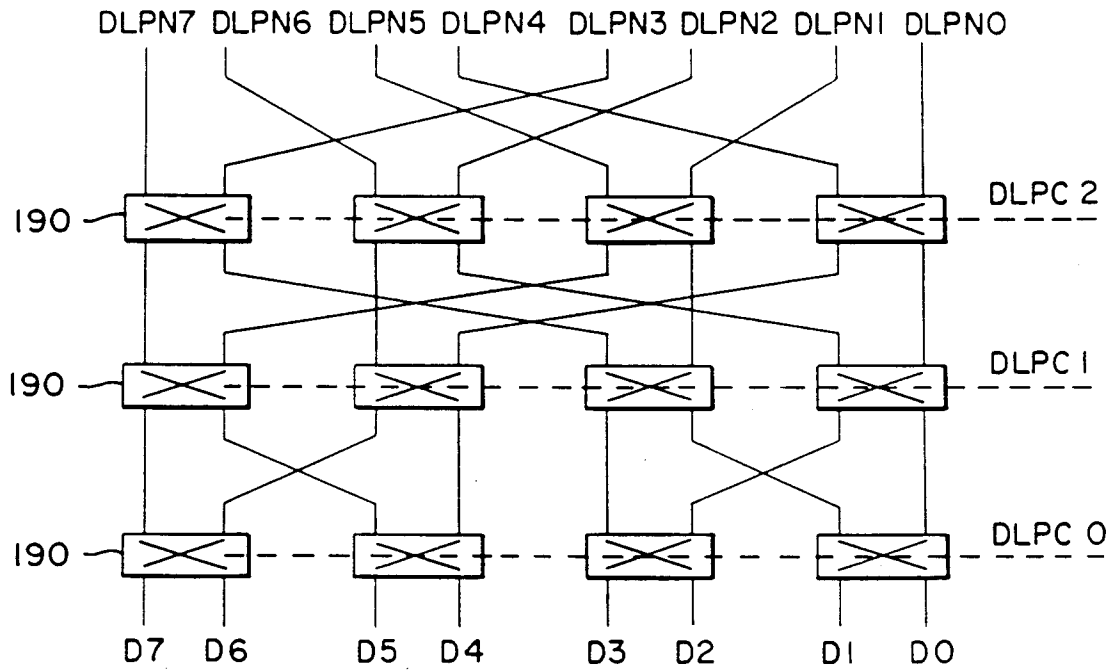 DLPN7 DLPN6 DLPN5 DLPN4 DLPN3 DLPN2 DLPN1 DLPN0
190 DLPC 2
190 DLPC 1
190 DLPC 0
D7 D6 D5 D4 D3 D2 D1 D0